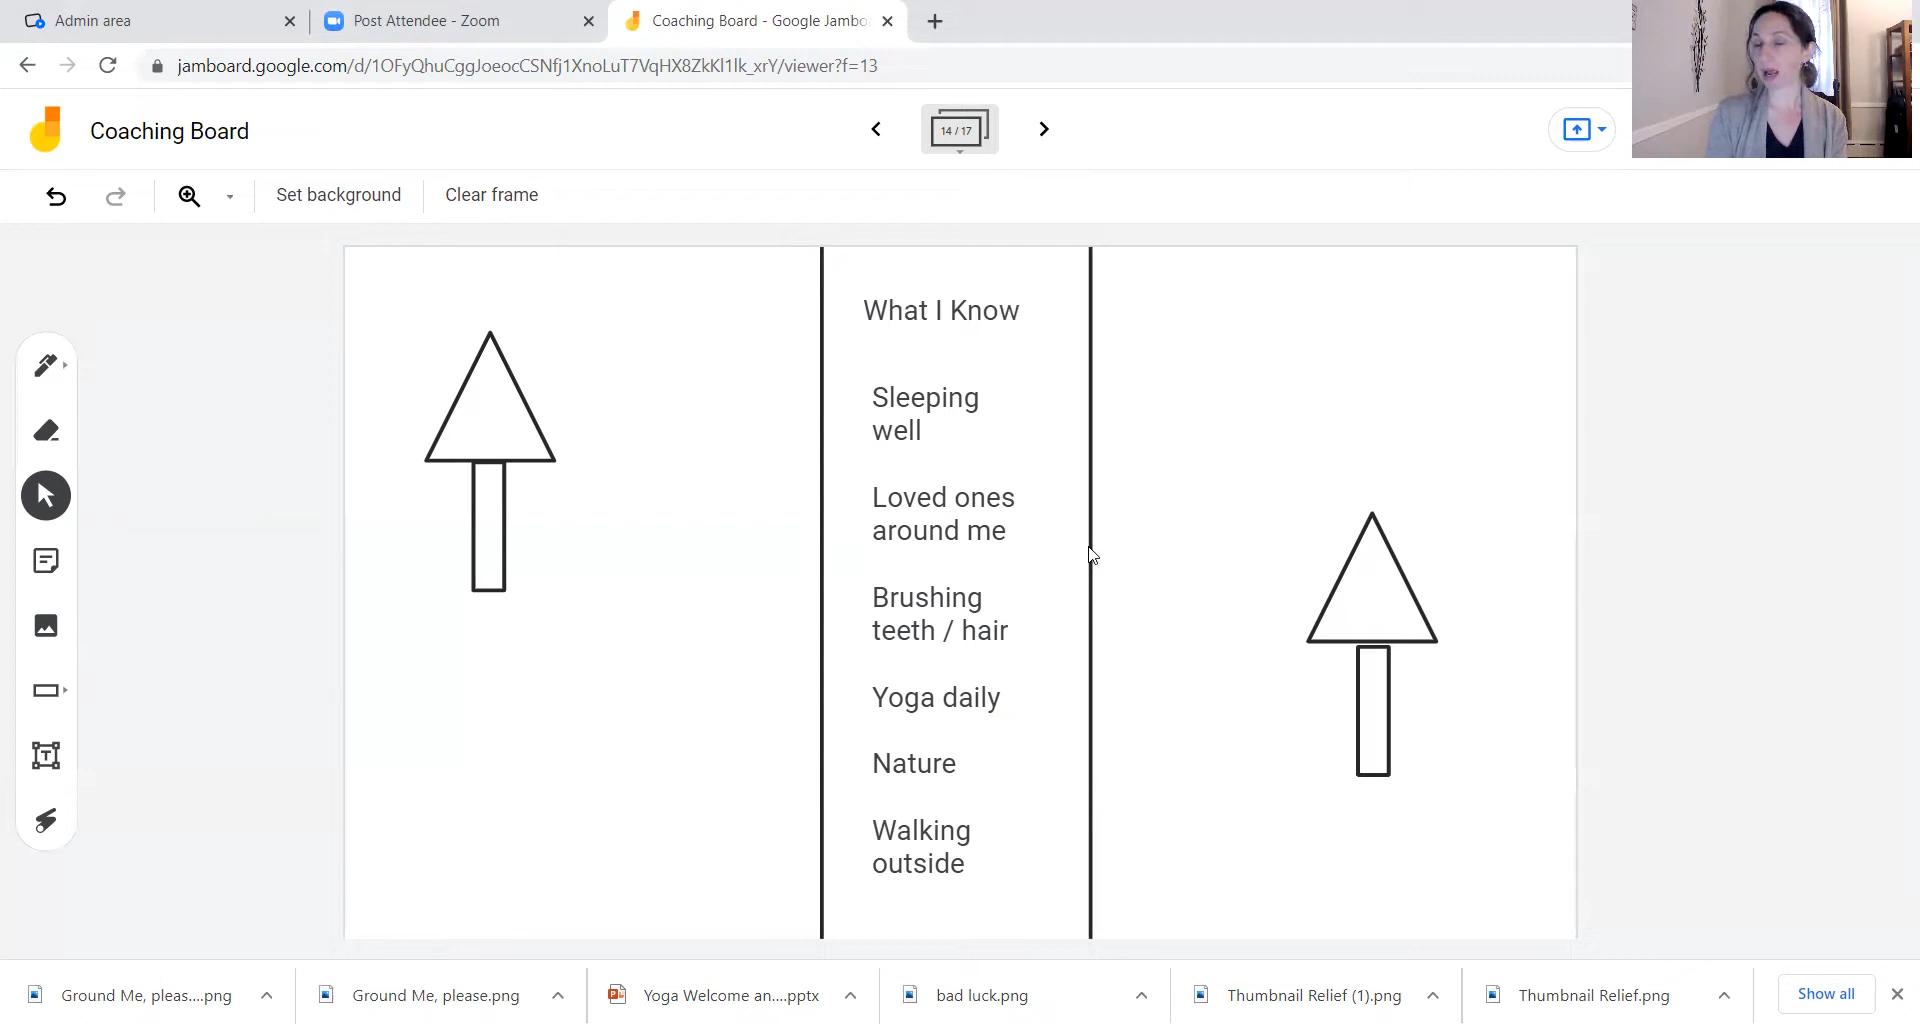 Admin area
Post Attendee - Zoom
Coaching Board - Google Jambo
jamboard.google.com/d/1OFyQhuCggJoeocCSNfj1XnoLuT7VqHX8ZkKl1lk_xrY/viewer?f=13
Coaching Board
14 / 17
Set background
Clear frame
What I Know
Sleeping
well
Loved ones
around me
Brushing
teeth / hair
Yoga daily
Nature
Walking
outside
Ground Me, pleas....png
Ground Me, please.png
Yoga Welcome an....pptx
bad luck.png
Thumbnail Relief (1).png
Thumbnail Relief.png
Show all